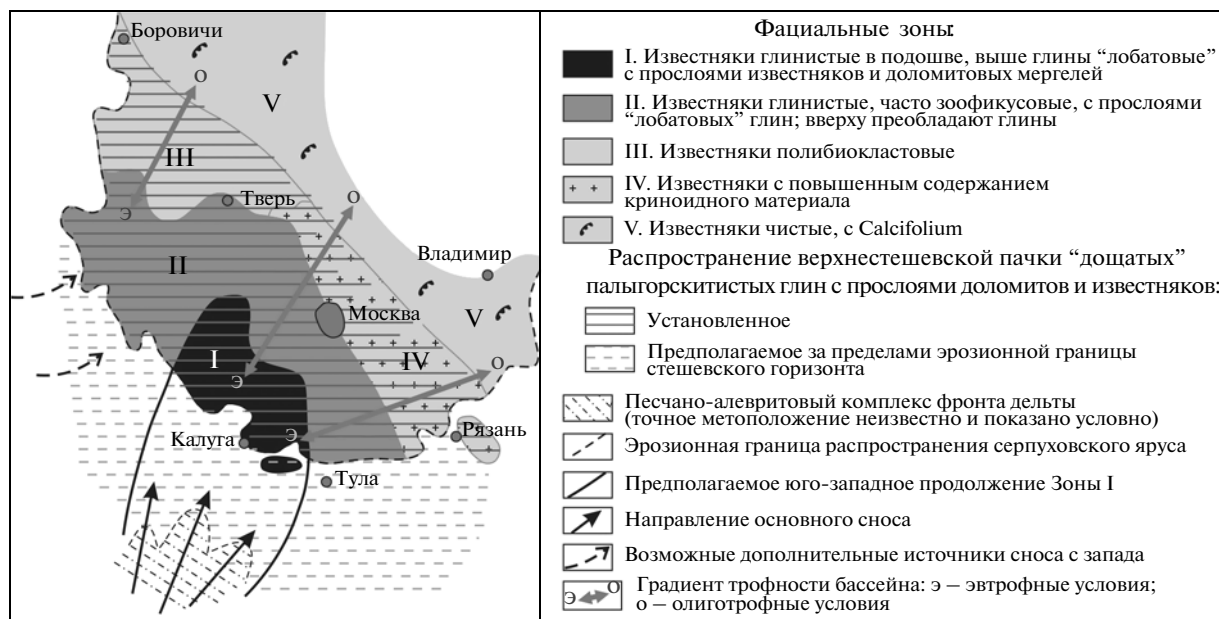 Боровичи
О
V
III
Э
Тверь
О
II
Владимир
Москва
V
I
IV
О
Э
Калуга
Э
Рязань
Тула
Фациальные зоны:
I. Известняки глинистые в подошве, выше глины “лобатовые”
с прослоями известняков и доломитовых мергелей
II. Известняки глинистые, часто зоофикусовые, с прослоями
“лобатовых” глин; вверху преобладают глины
III. Известняки полибиокластовые
IV. Известняки с повышенным содержанием
криноидного материала
V. Известняки чистые, с Calcifolium
Распространение верхнестешевской пачки “дощатых”
палыгорскитистых глин с прослоями доломитов и известняков:
Установленное
Предполагаемое за пределами эрозионной границы
стешевского горизонта
Песчано-алевритовый комплекс фронта дельты
(точное метоположение неизвестно и показано условно)
Эрозионная граница распространения серпуховского яруса
Предполагаемое юго-западное продолжение Зоны I
Направление основного сноса
Возможные дополнительные источники сноса с запада
Э О Градиент трофности бассейна: э – эвтрофные условия;
о – олиготрофные условия